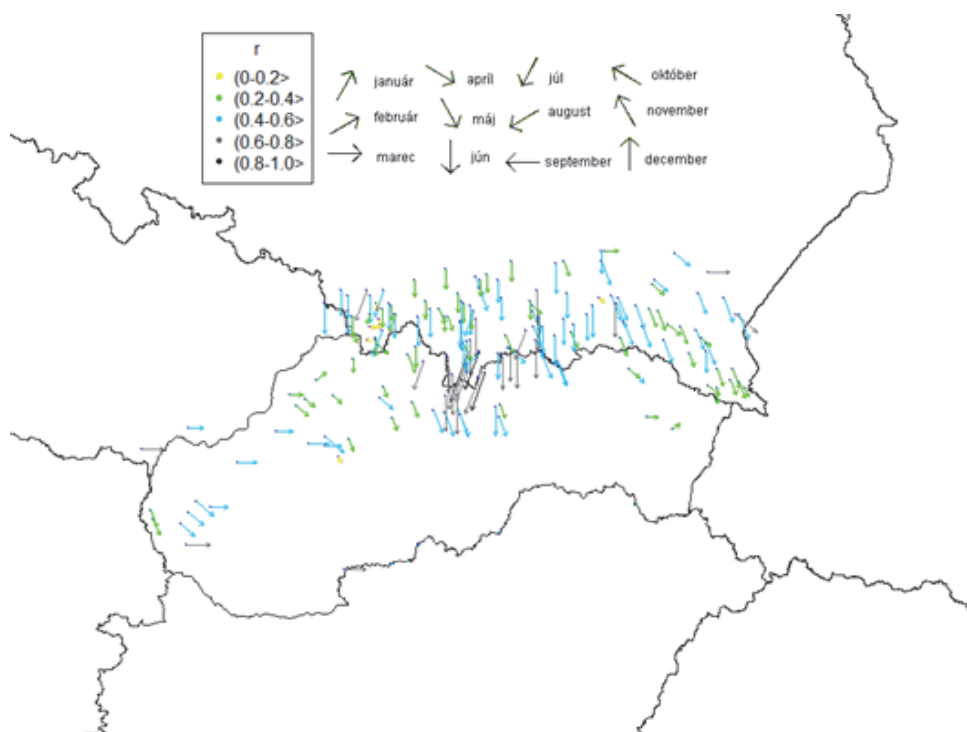 r
(0-0.2>
(0.2-0.4>
(0.4-0.6>
(0.6-0.8>
(0.8-1.0>
január apríl júl október
február máj august november
marec jún september december